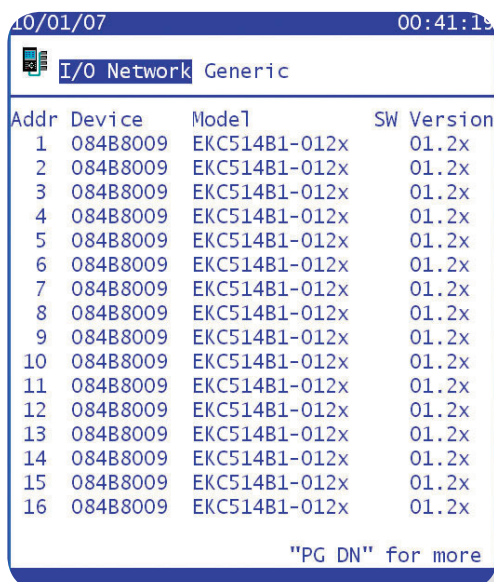 10/01/07 00:41:19
I/O Network Generic
Addr Device Model SW Version
1 084B8009 EKC514B1-012x 01.2x
2 084B8009 EKC514B1-012x 01.2x
3 084B8009 EKC514B1-012x 01.2x
4 084B8009 EKC514B1-012x 01.2x
5 084B8009 EKC514B1-012x 01.2x
6 084B8009 EKC514B1-012x 01.2x
7 084B8009 EKC514B1-012x 01.2x
8 084B8009 EKC514B1-012x 01.2x
9 084B8009 EKC514B1-012x 01.2x
10 084B8009 EKC514B1-012x 01.2x
11 084B8009 EKC514B1-012x 01.2x
12 084B8009 EKC514B1-012x 01.2x
13 084B8009 EKC514B1-012x 01.2x
14 084B8009 EKC514B1-012x 01.2x
15 084B8009 EKC514B1-012x 01.2x
16 084B8009 EKC514B1-012x 01.2x
"PG DN" for more